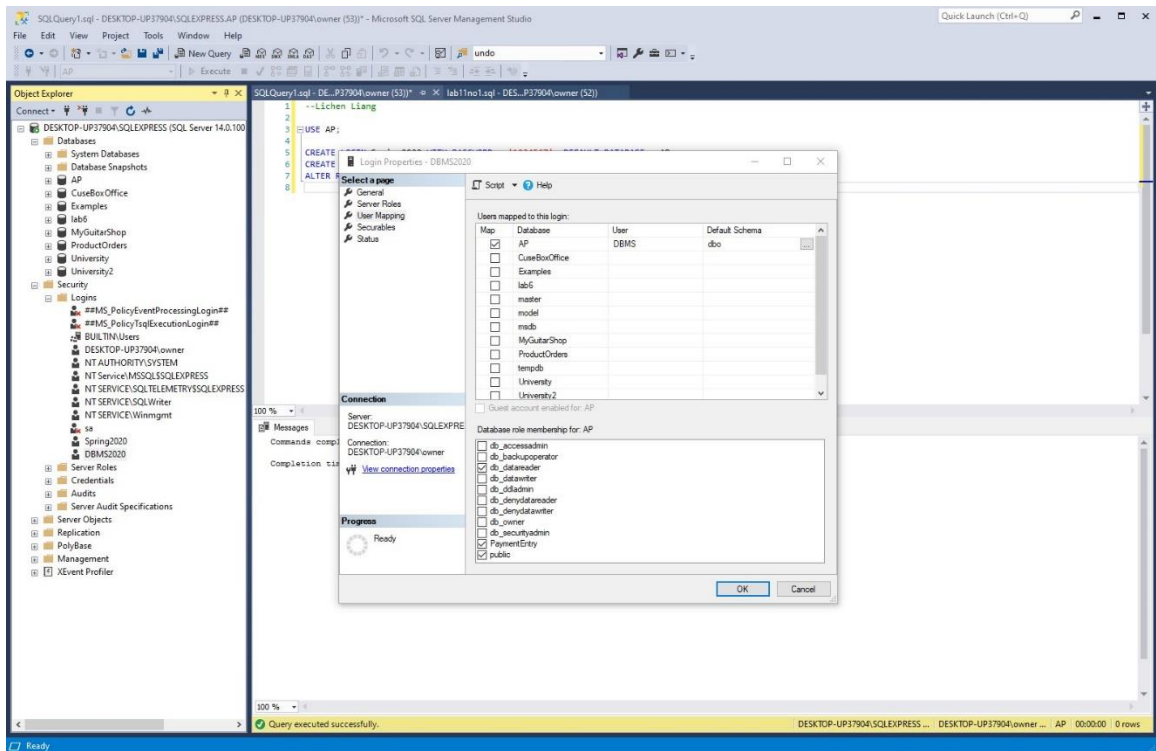 SQLQuery1.sql - DESKTOP-UP37904\SQLEXPRESS.AP (DESKTOP-UP37904\owner (53))* - Microsoft SQL Server Management Studio
Quick Launch (Ctrl+Q)
File Edit View Project Tools Window Help
New Query
undo
AP
Execute
Object Explorer
Connect
DESKTOP-UP37904\SQLEXPRESS (SQL Server 14.0.100
Databases
System Databases
Database Snapshots
AP
CuseBoxOffice
Examples
lab6
MyGuitarShop
ProductOrders
University
University2
Security
Logins
##MS_PolicyEventProcessingLogin##
##MS_PolicyTsqlExecutionLogin##
BUILTIN\Users
DESKTOP-UP37904\owner
NT AUTHORITY\SYSTEM
NT Service\MSSQL$SQLEXPRESS
NT SERVICE\SQLTELEMETRY$SQLEXPRESS
NT SERVICE\SQLWriter
NT SERVICE\Winmgmt
sa
Spring2020
DBMS2020
Server Roles
Credentials
Audits
Server Audit Specifications
Server Objects
Replication
PolyBase
Management
XEvent Profiler
SQLQuery1.sql - DE...P37904\owner (53))* lab11no1.sql - DES...P37904\owner (52))
1 --Lichen Liang
2
3 USE AP;
4
5 CREATE
6 CREATE
7 ALTER
8
100 %
Messages
Commands
Completion
Login Properties - DBMS2020
Select a page
General
Server Roles
User Mapping
Securables
Status
Connection
Server:
DESKTOP-UP37904\SQLEXPRE
Connection:
DESKTOP-UP37904\owner
View connection properties
Progress
Ready
Script Help
Users mapped to this login:
Map Database User Default Schema
AP DBMS dbo ...
CuseBoxOffice
Examples
lab6
master
model
msdb
MyGuitarShop
ProductOrders
tempdb
University
University2
Guest account enabled for: AP
Database role membership for: AP
db_accessadmin
db_backupoperator
db_datareader
db_datawriter
db_ddladmin
db_denydatareader
db_denydatawriter
db_owner
db_securityadmin
PaymentEntry
public
OK Cancel
100 %
Query executed successfully.
DESKTOP-UP37904\SQLEXPRESS ... DESKTOP-UP37904\owner ... AP 00:00:00 0 rows
Ready